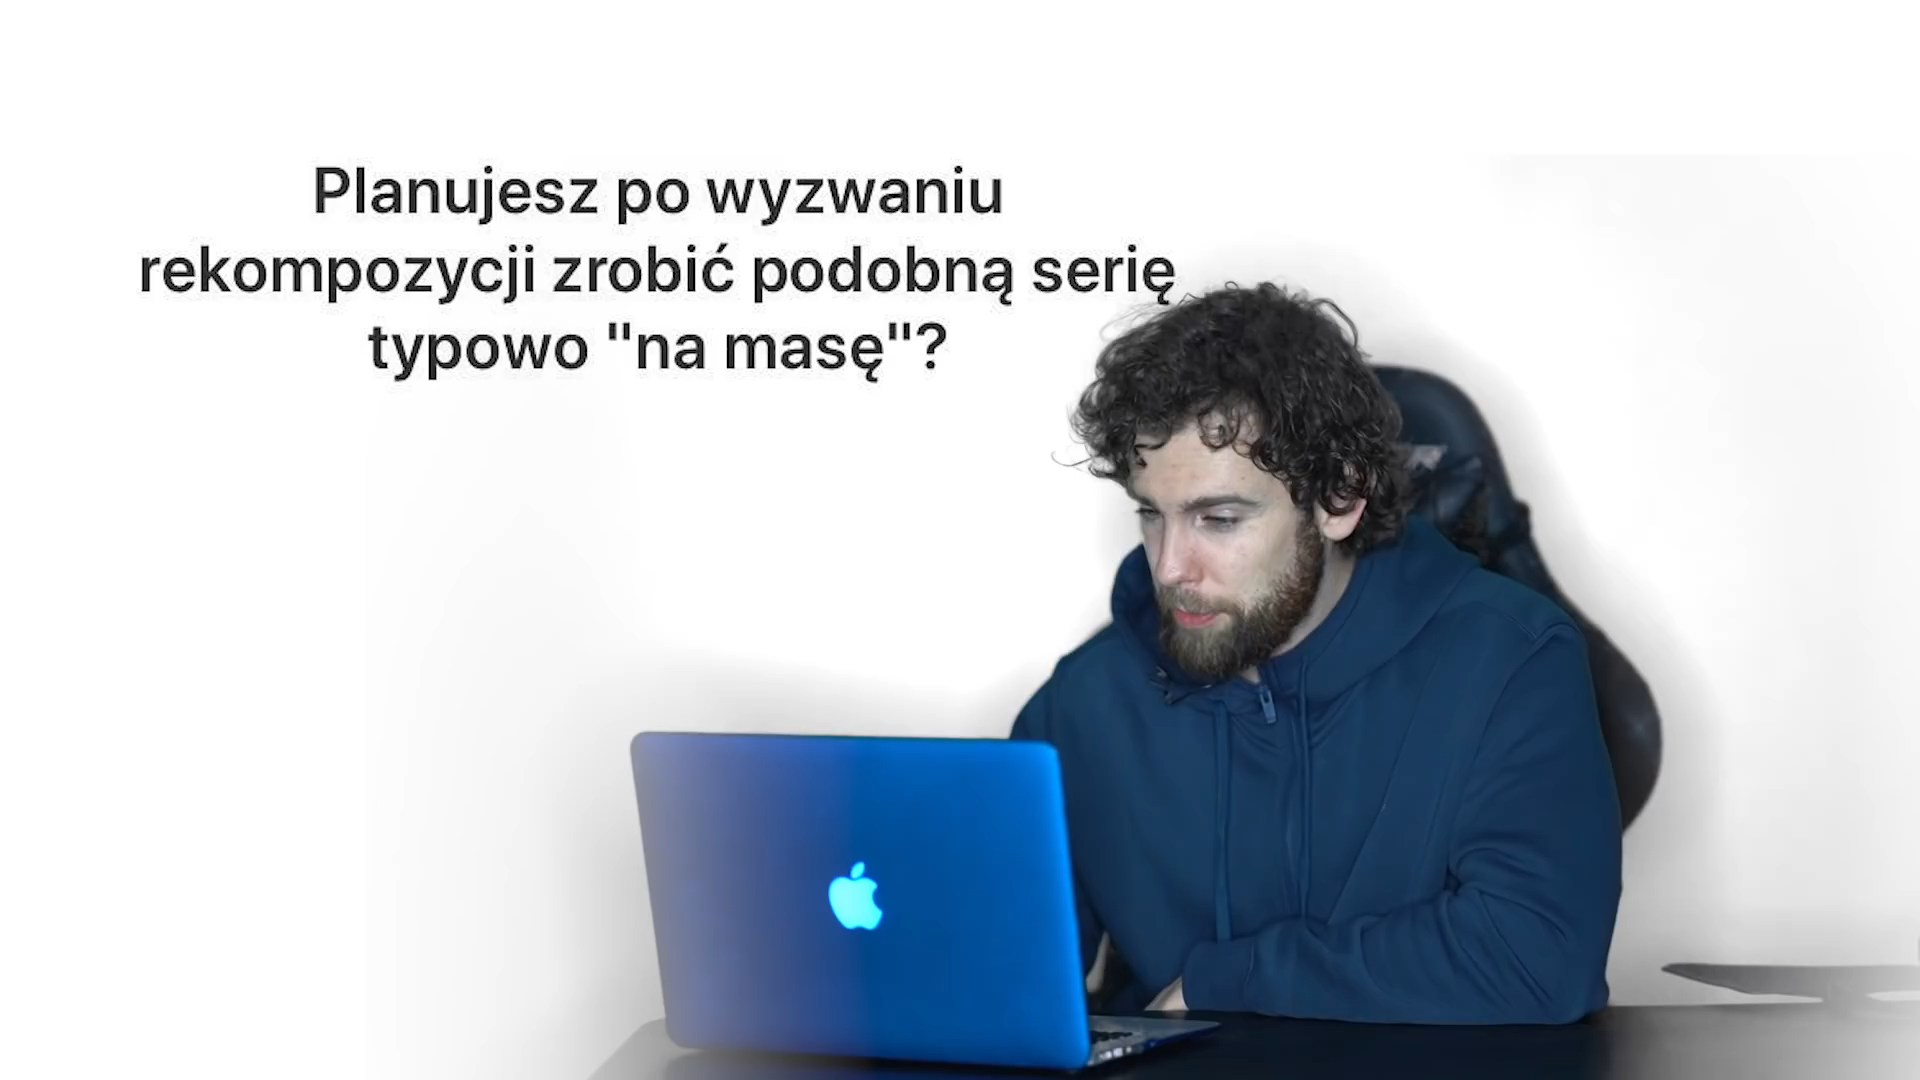 Planujesz po wyzwaniu
rekompozycji zrobić podobną serię
typowo "na masę"?